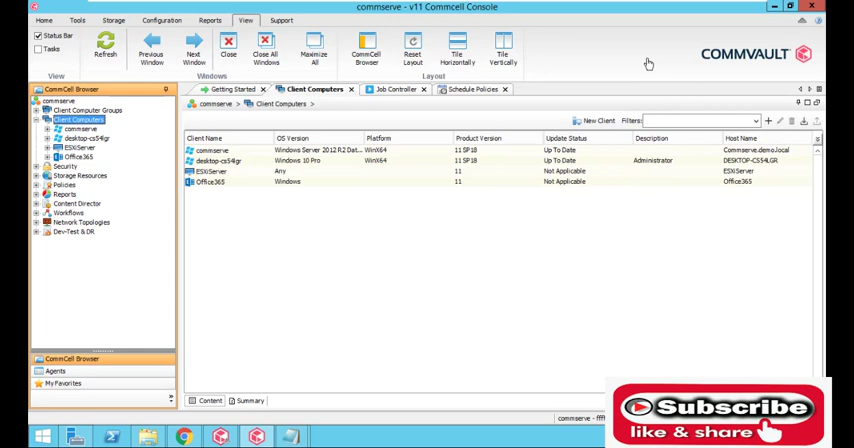 commserve - v11 Commcell Console
Home Tools Storage Configuration Reports View Support
Status Bar
Tasks
Refresh
Previous Window
Next Window
Close
Close All Windows
Maximize All
CommCell Browser
Reset Layout
Tile Horizontally
Tile Vertically
COMMVAULT
View Windows Layout
CommCell Browser
Getting Started Client Computers Job Controller Schedule Policies
commserve
Client Computer Groups
Client Computers
commserve
desktop-cs54lgr
ESXiServer
Office365
Security
Storage Resources
Policies
Reports
Content Director
Workflows
Network Topologies
Dev-Test & DR
CommCell Browser
Agents
My Favorites
commserve > Client Computers >
New Client Filters:
Client Name OS Version Platform Product Version Update Status Description Host Name
commserve Windows Server 2012 R2 Dat... WinX64 11 SP18 Up To Date Commserve.demo.local
desktop-cs54lgr Windows 10 Pro WinX64 11 SP18 Up To Date Administrator DESKTOP-CS54LGR
ESXiServer Any 11 Not Applicable ESXiServer
Office365 Windows 11 Not Applicable Office365
Content Summary
Subscribe
like & share